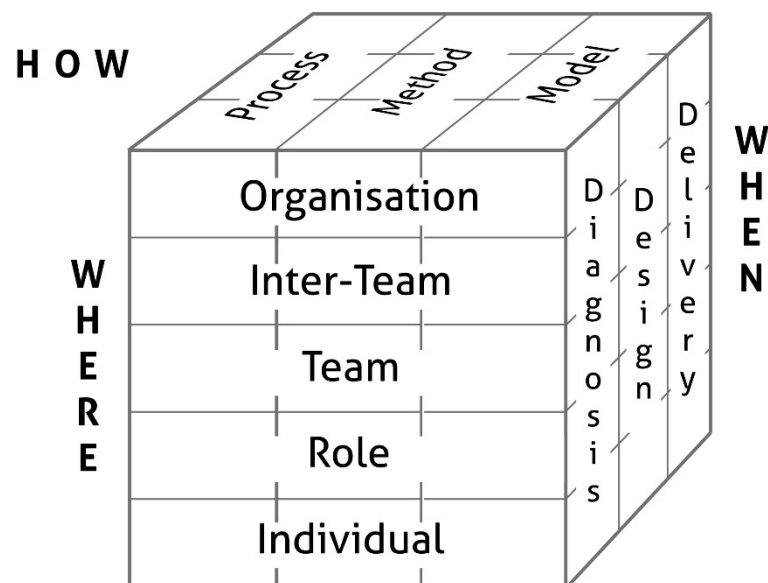 HOW
Process
Method
Model
WHEN
Delivery
Design
Diagnosis
WHERE
Organisation
Inter-Team
Team
Role
Individual